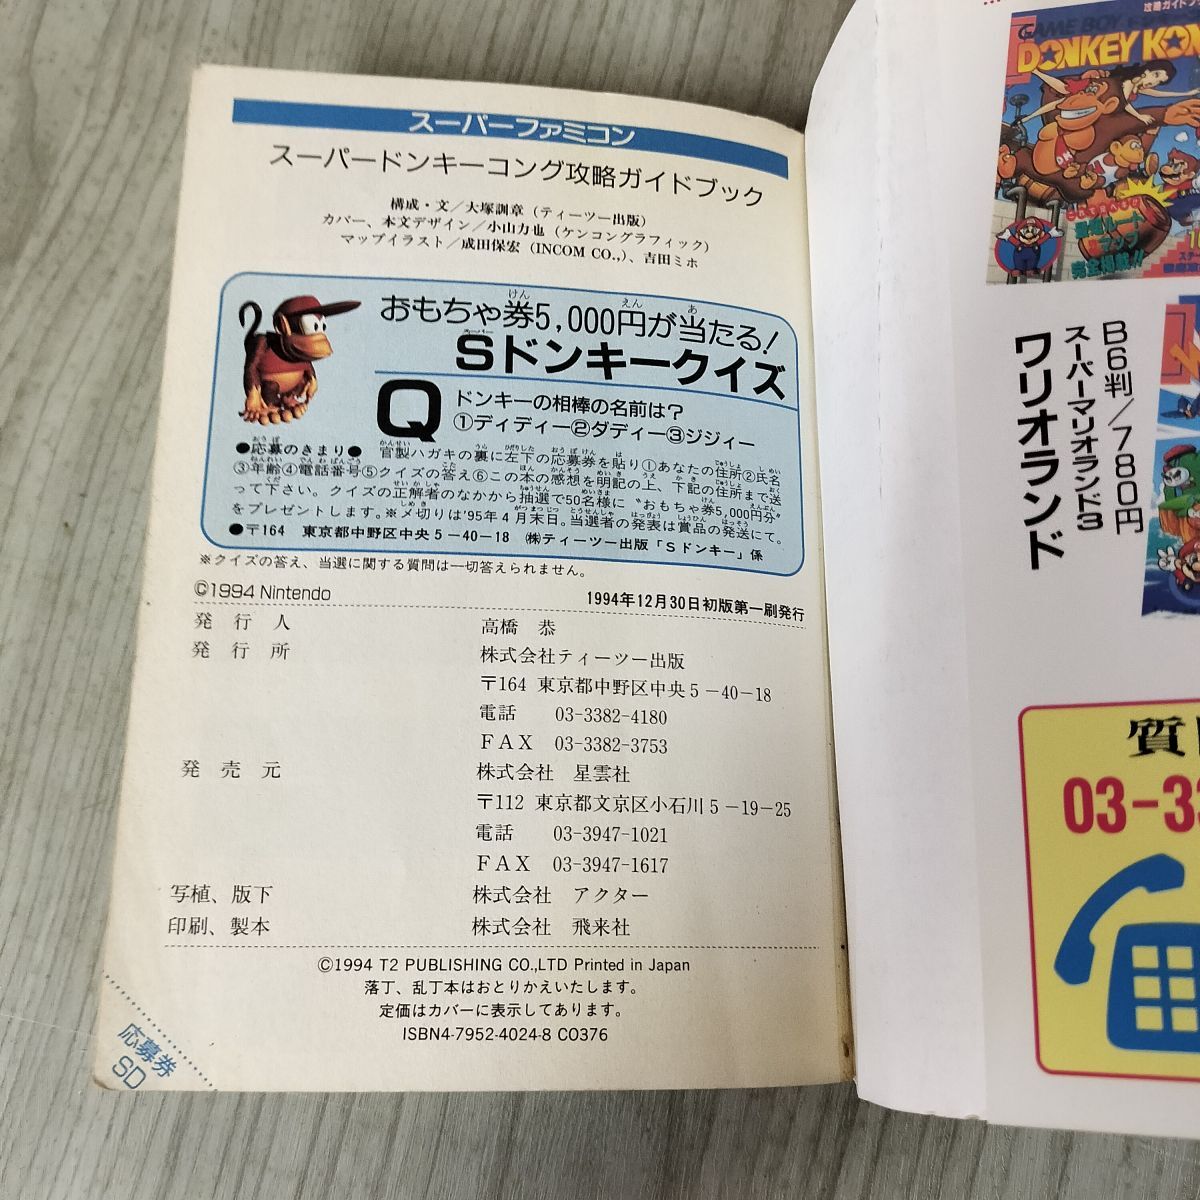 スーパーファミコン
スーパードンキーコング攻略ガイドブック
構成・文／大塚訓章（ティーツー出版）
カバー、本文デザイン／小山力也（ケンコングラフィック）
マップイラスト／成田保宏（INCOM CO.,）、吉田ミホ
おもちゃ券5,000円が当たる！
Sドンキークイズ
Q ドンキーの相棒の名前は？
①ディディー②ダディー③ジジィー
●応募のきまり● 官製ハガキの裏に左下の応募券を貼り①あなたの住所②氏名
③年齢④電話番号⑤クイズの答え⑥この本の感想を明記の上、下記の住所まで送
って下さい。クイズの正解者のなかから抽選で50名様に〝おもちゃ券5,000円分〟
をプレゼントします。※〆切りは'95年4月末日。当選者の発表は賞品の発送にて。
●〒164 東京都中野区中央5－40－18 ㈱ティーツー出版「Sドンキー」係
※クイズの答え、当選に関する質問は一切答えられません。
©1994 Nintendo
1994年12月30日初版第一刷発行
発行人 高橋 恭
発行所 株式会社ティーツー出版
〒164 東京都中野区中央5－40－18
電話 03-3382-4180
FAX 03-3382-3753
発売元 株式会社 星雲社
〒112 東京都文京区小石川5－19－25
電話 03-3947-1021
FAX 03-3947-1617
写植、版下 株式会社 アクター
印刷、製本 株式会社 飛来社
©1994 T2 PUBLISHING CO.,LTD Printed in Japan
落丁、乱丁本はおとりかえいたします。
定価はカバーに表示してあります。
ISBN4-7952-4024-8 C0376
応募券
SD
GAME BOY
DONKEY KON
完全掲載!!
B6判／780円
スーパーマリオランド3
ワリオランド
質
03-33